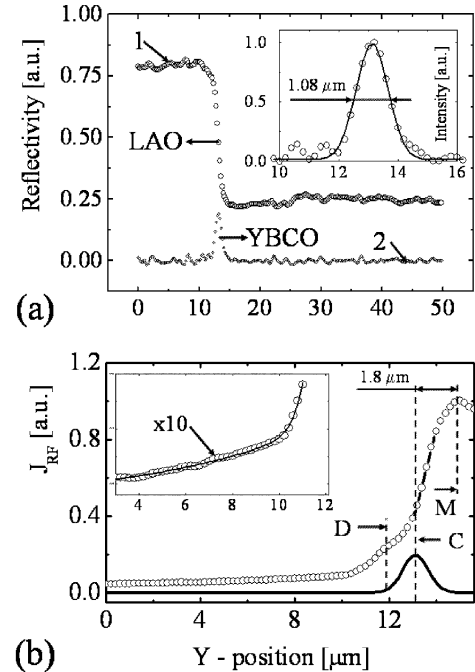 (a)
Reflectivity [a.u.]
0.75
0.50
0.25
0.00
1
LAO
YBCO
2
1.08 μm
Intensity [a.u.]
1.0
0.5
0.0
10 12 14 16
0 10 20 30 40 50
(b)
J_RF [a.u.]
1.2
0.8
0.4
0.0
x10
4 6 8 10 12
1.8 μm
D
M
C
0 4 8 12
Y - position [μm]